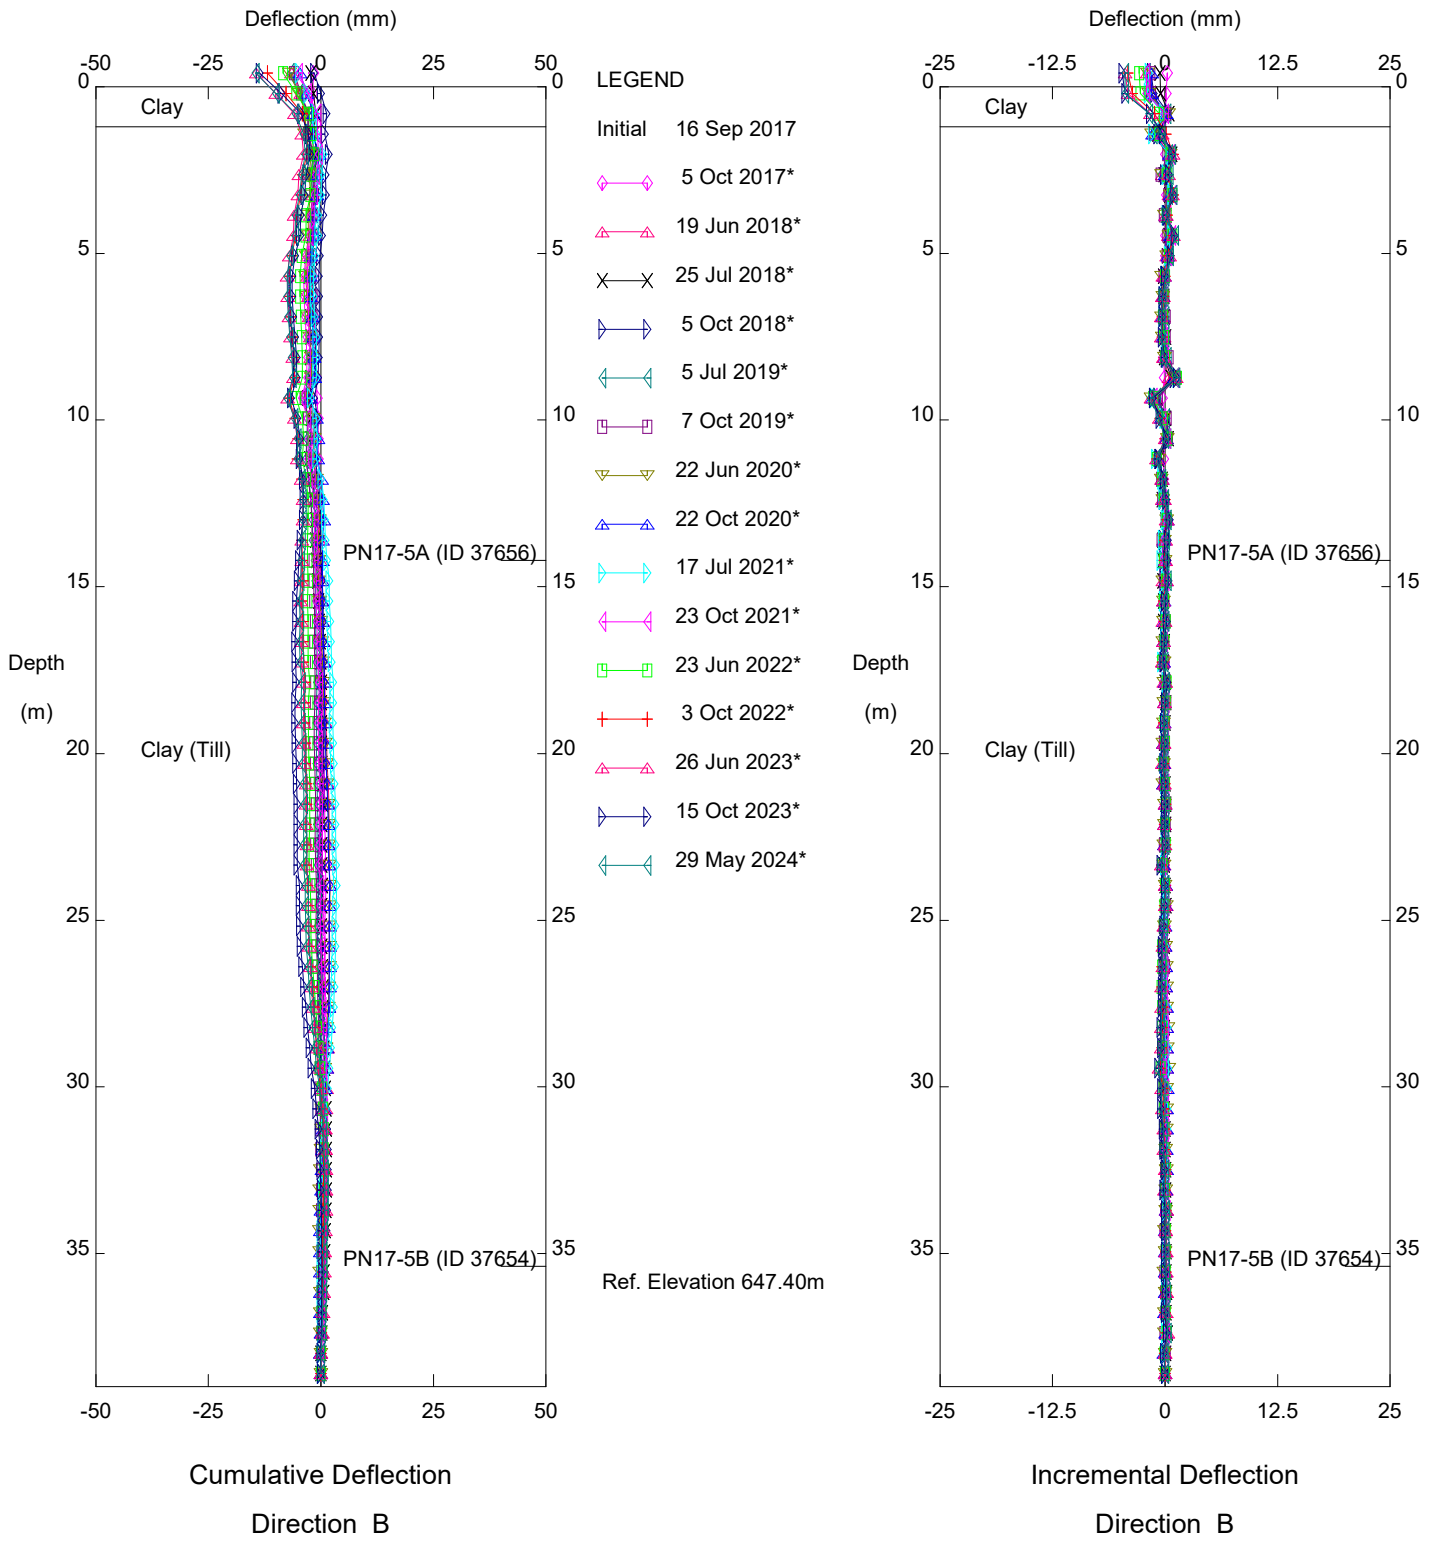 Deflection (mm)
-50 -25 0 25 50
0 0
Clay
5 5
10 10
PN17-5A (ID 37656)
15 15
Depth
(m)
Clay (Till)
20 20
25 25
30 30
35 35
PN17-5B (ID 37654)
-50 -25 0 25 50
Cumulative Deflection
Direction B
LEGEND
Initial 16 Sep 2017
5 Oct 2017*
19 Jun 2018*
25 Jul 2018*
5 Oct 2018*
5 Jul 2019*
7 Oct 2019*
22 Jun 2020*
22 Oct 2020*
17 Jul 2021*
23 Oct 2021*
23 Jun 2022*
3 Oct 2022*
26 Jun 2023*
15 Oct 2023*
29 May 2024*
Ref. Elevation 647.40m
Deflection (mm)
-25 -12.5 0 12.5 25
0 0
Clay
5 5
10 10
PN17-5A (ID 37656)
15 15
Depth
(m)
Clay (Till)
20 20
25 25
30 30
35 35
PN17-5B (ID 37654)
-25 -12.5 0 12.5 25
Incremental Deflection
Direction B